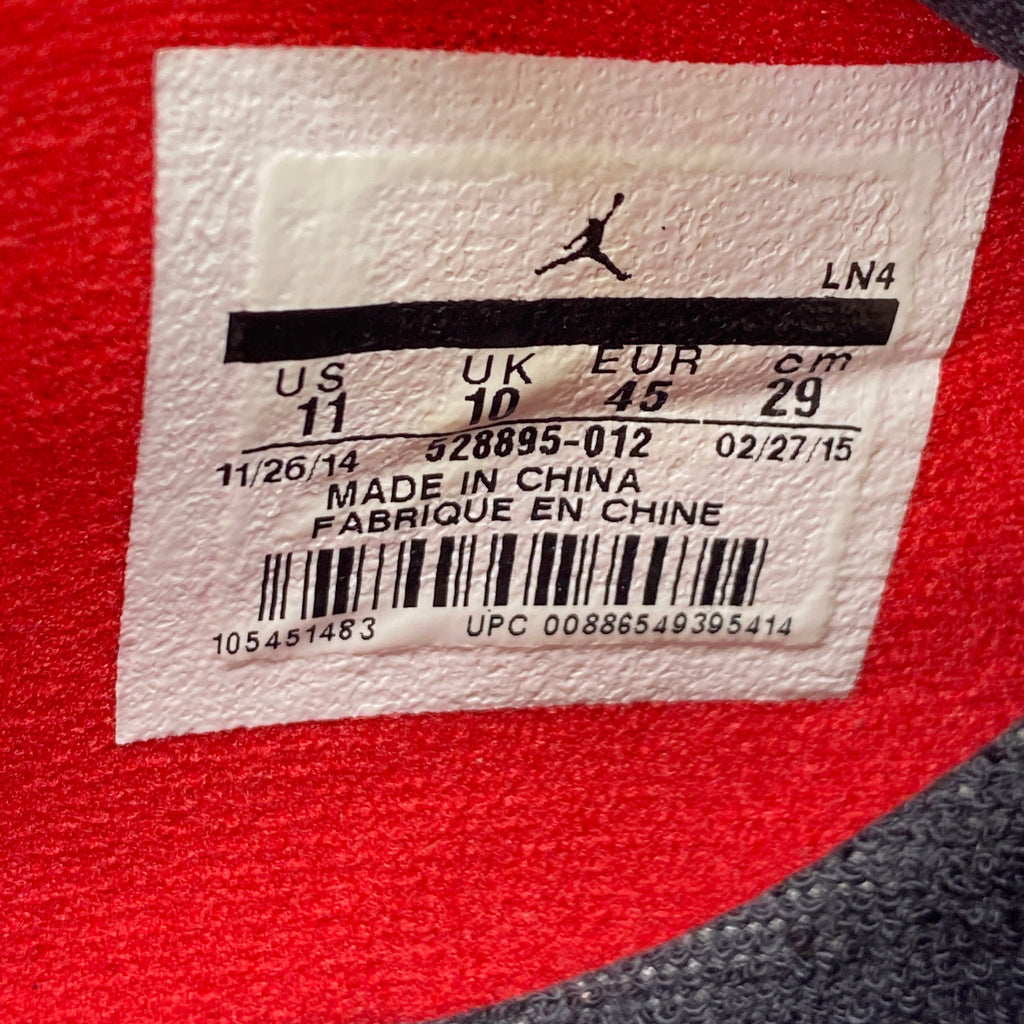 LN4
US UK EUR cm
11 10 45 29
11/26/14 528895-012 02/27/15
MADE IN CHINA
FABRIQUE EN CHINE
105451483 UPC 00886549395414